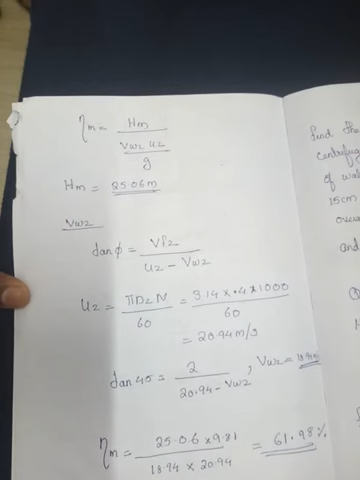 ηm = Hm / (Vw2 U2 / g)
Hm = 25.06m
Vw2
tanϕ = Vf2 / (U2 - Vw2)
U2 = πD2N / 60 = 3.14 x .4 x 1000 / 60
= 20.94 m/s
tan 45 = 2 / (20.94 - Vw2) , Vw2 = 18.94
ηm = 25.06 x 9.81 / (18.94 x 20.94) = 61.98 %
find the
centrifug
of wat
15cm
and